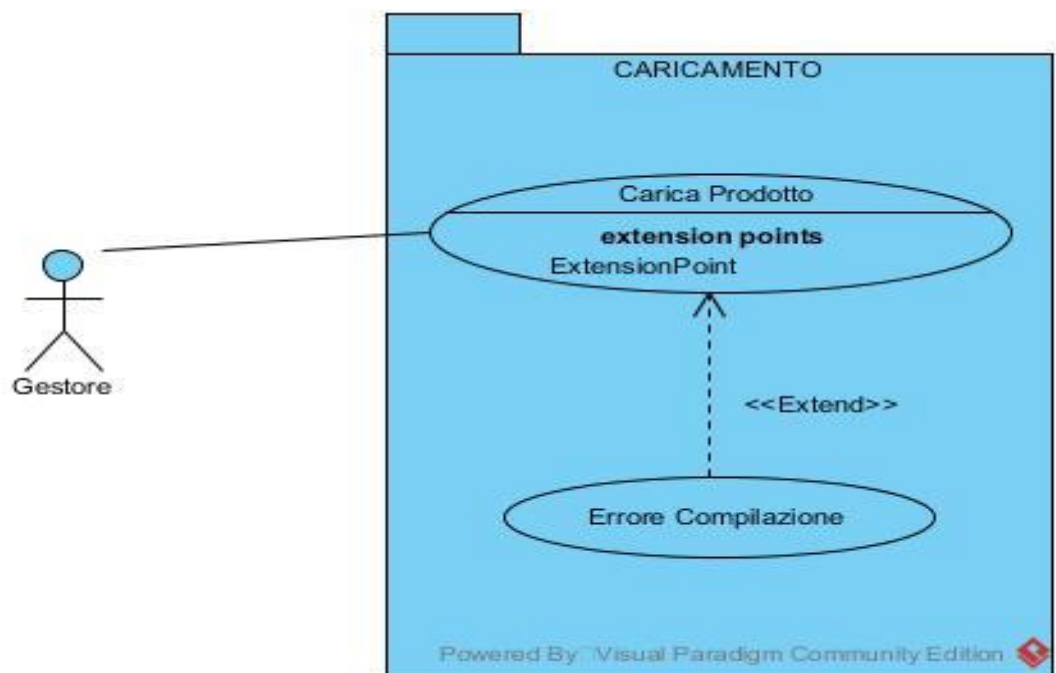 CARICAMENTO
Carica Prodotto
extension points
ExtensionPoint
Gestore
<<Extend>>
Errore Compilazione
Powered By Visual Paradigm Community Edition